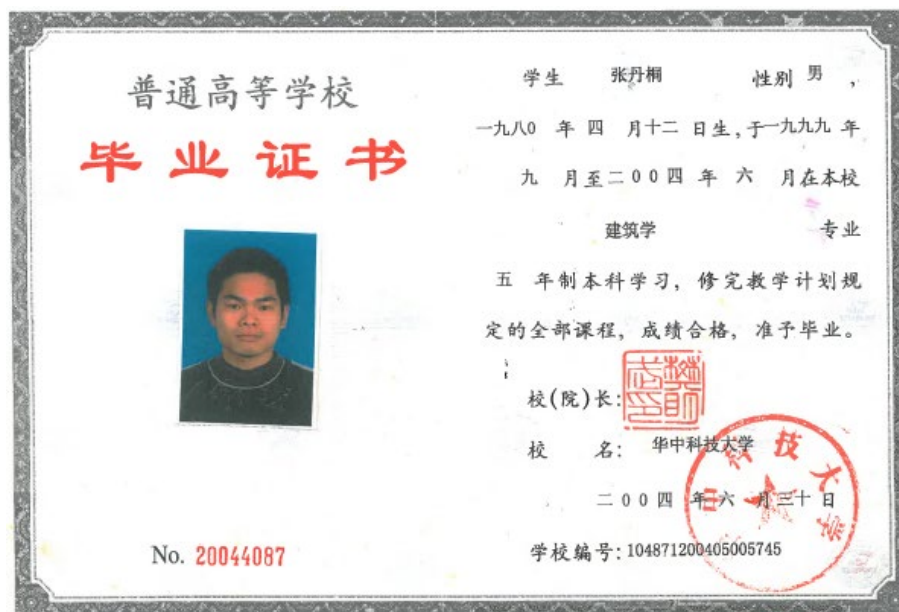 普通高等学校
毕业证书
No. 20044087
学生 张丹桐 性别 男，
一九八0 年 四 月十二 日生，于一九九九 年
九 月至二00四 年 六 月在本校
建筑学 专业
五 年制本科学习，修完教学计划规
定的全部课程，成绩合格，准予毕业。
校(院)长：
校 名： 华中科技大学
二00四 年 六 月三十 日
学校编号：104871200405005745
中科技大学